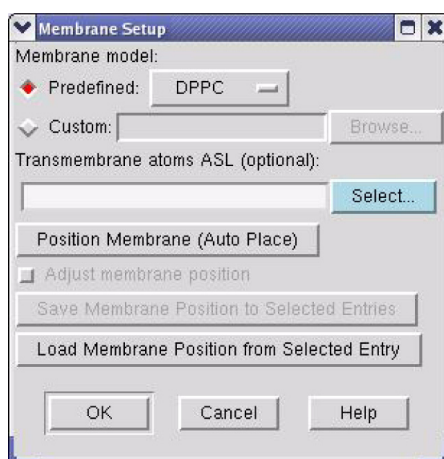 Membrane Setup
Membrane model:
Predefined: DPPC
Custom: Browse...
Transmembrane atoms ASL (optional):
Select...
Position Membrane (Auto Place)
Adjust membrane position
Save Membrane Position to Selected Entries
Load Membrane Position from Selected Entry
OK Cancel Help